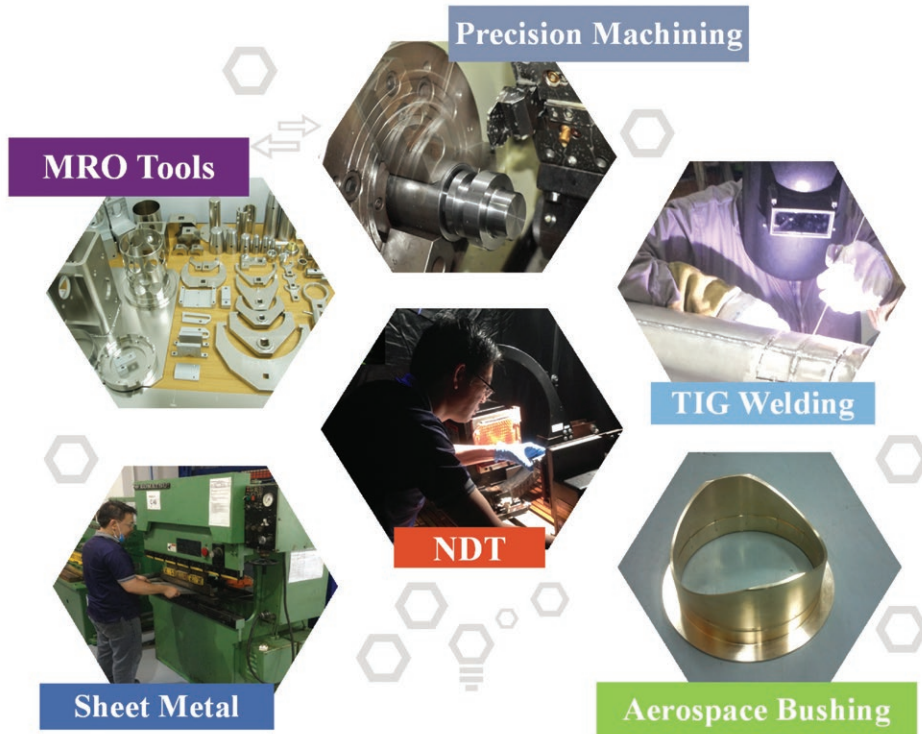 Precision Machining
MRO Tools
TIG Welding
NDT
Sheet Metal
Aerospace Bushing